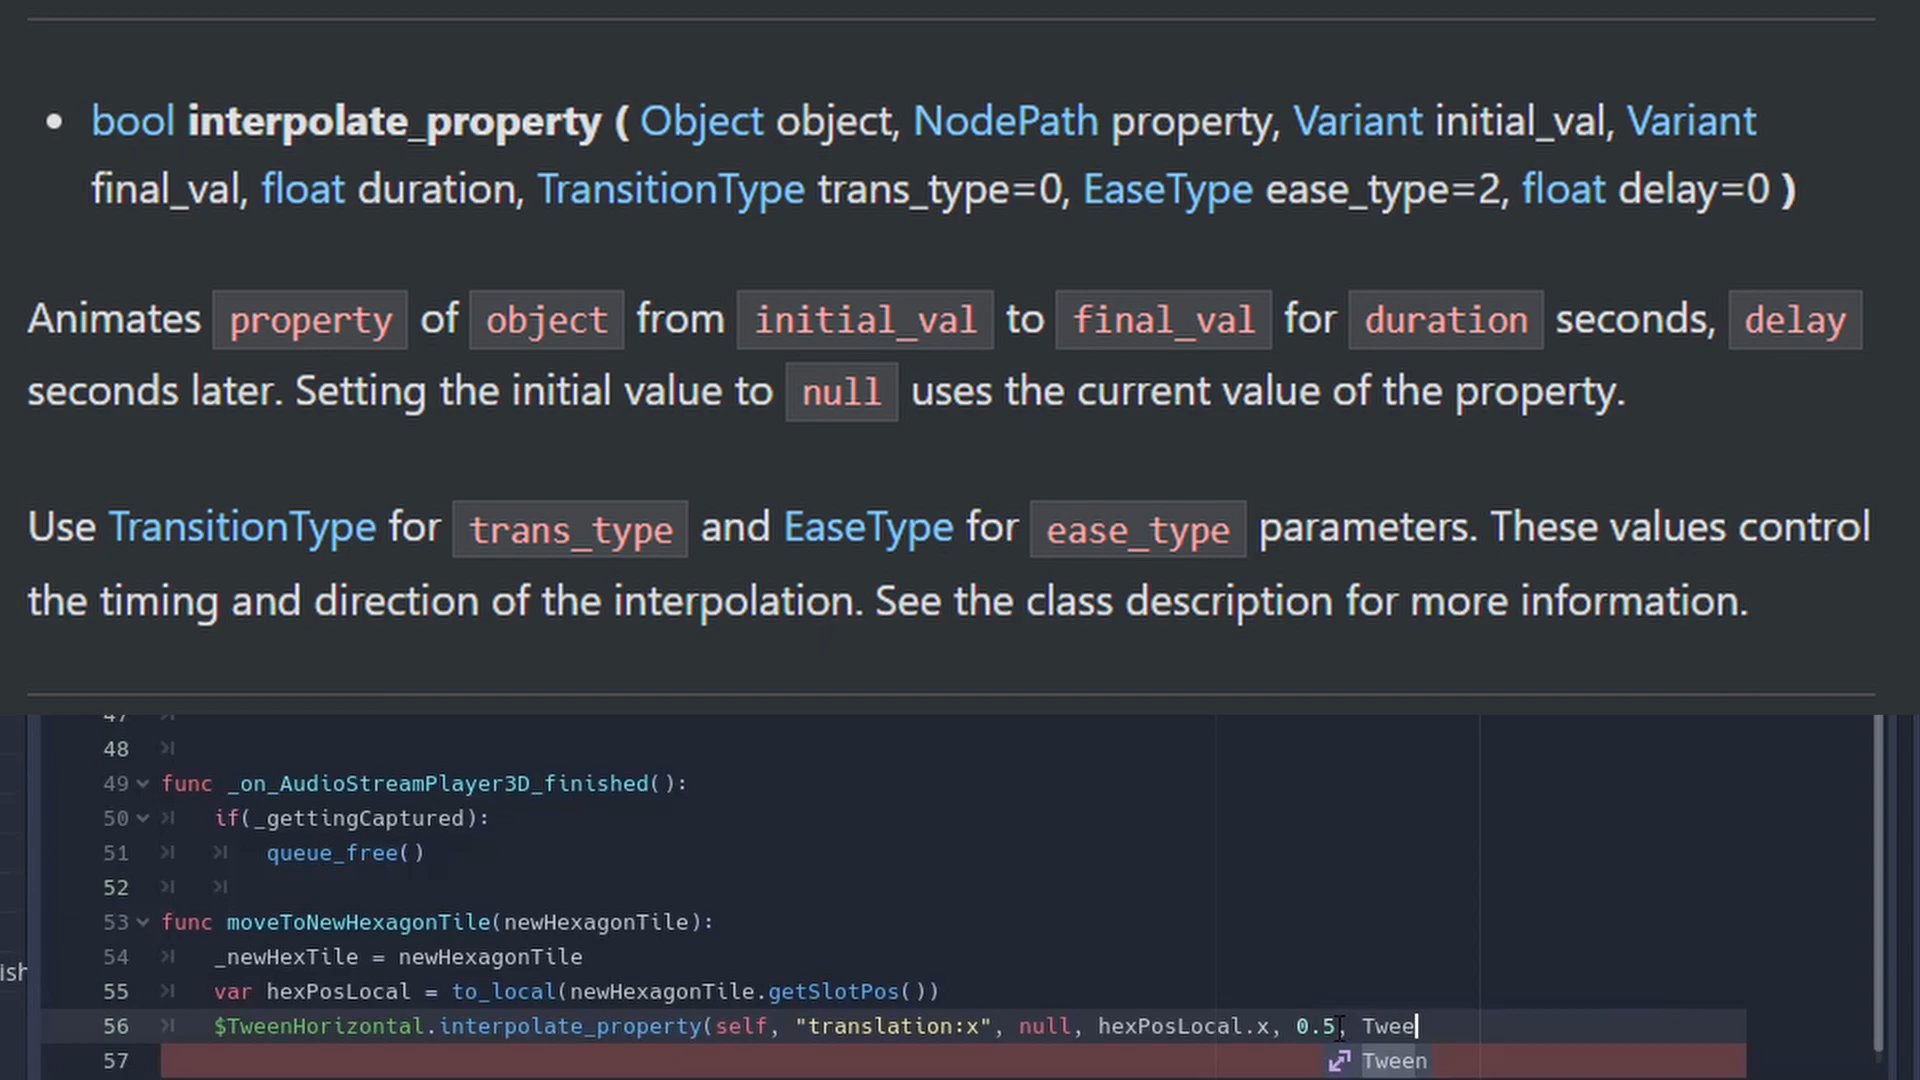 • bool interpolate_property ( Object object, NodePath property, Variant initial_val, Variant
final_val, float duration, TransitionType trans_type=0, EaseType ease_type=2, float delay=0 )
Animates property of object from initial_val to final_val for duration seconds, delay
seconds later. Setting the initial value to null uses the current value of the property.
Use TransitionType for trans_type and EaseType for ease_type parameters. These values control
the timing and direction of the interpolation. See the class description for more information.
47
48
49 func _on_AudioStreamPlayer3D_finished():
50 if(_gettingCaptured):
51 queue_free()
52
53 func moveToNewHexagonTile(newHexagonTile):
54 _newHexTile = newHexagonTile
ish
55 var hexPosLocal = to_local(newHexagonTile.getSlotPos())
56 $TweenHorizontal.interpolate_property(self, "translation:x", null, hexPosLocal.x, 0.5, Twee
57
Tween